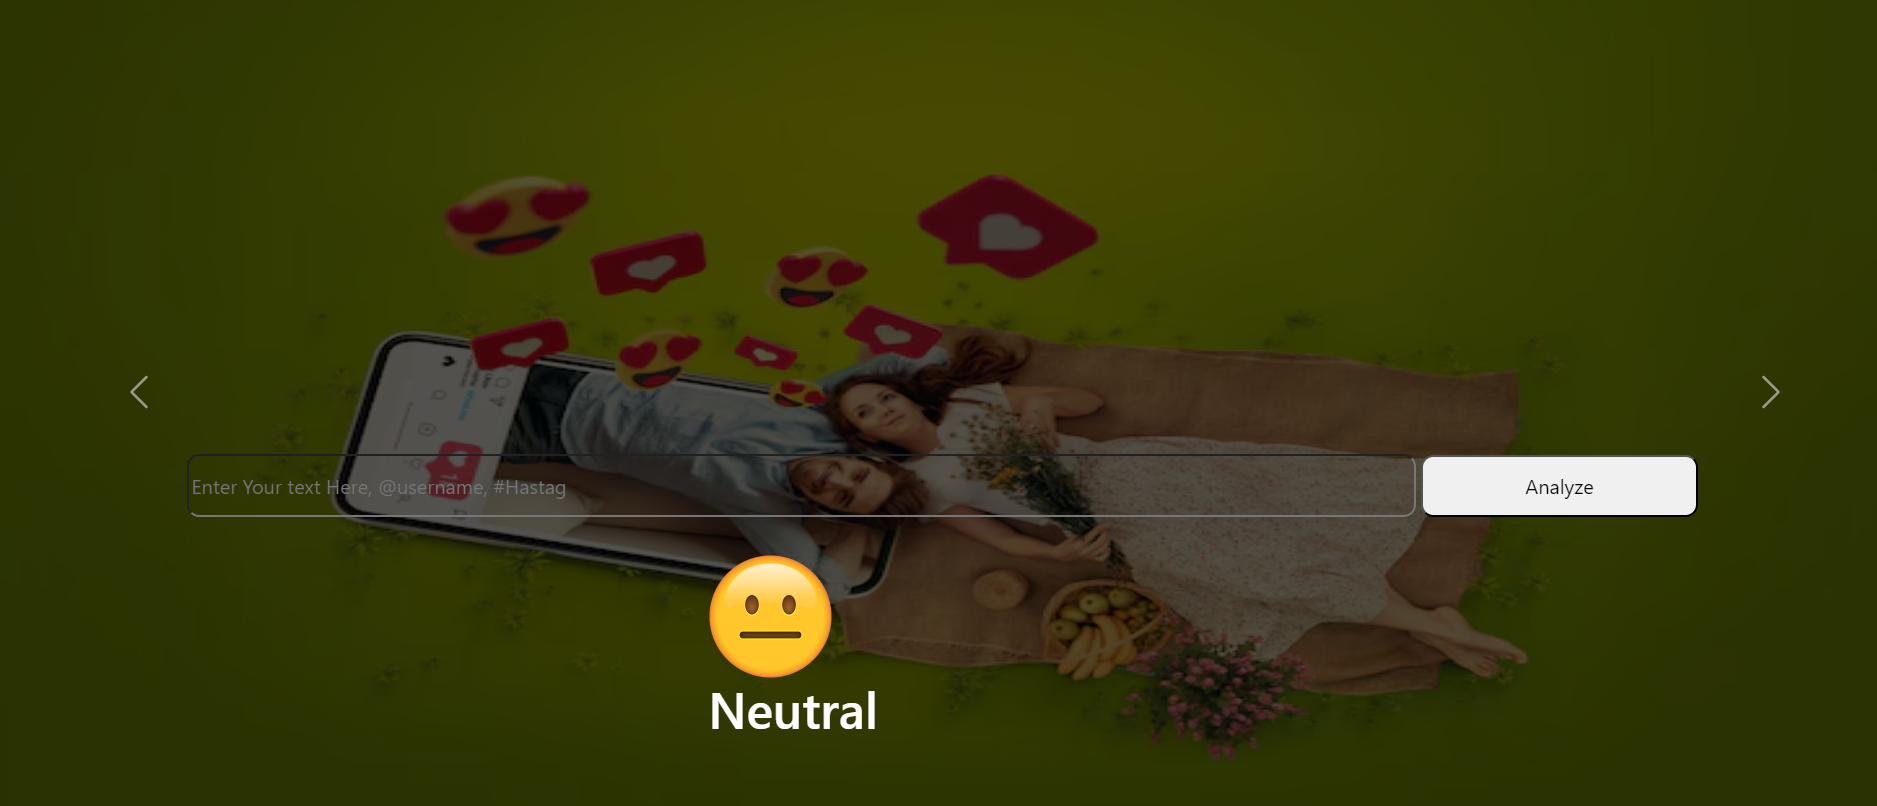 Enter Your text Here, @username, #Hastag
Analyze
Neutral